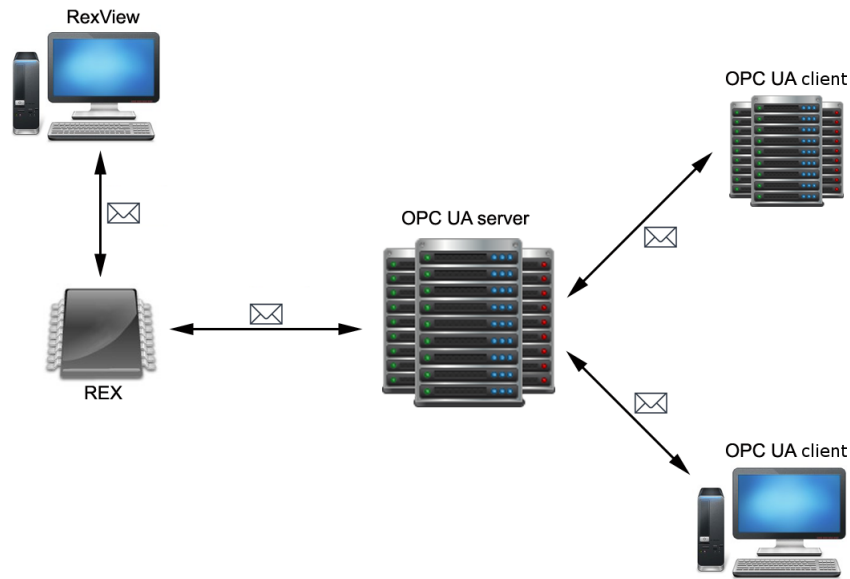 RexView
OPC UA client
OPC UA server
REX
OPC UA client